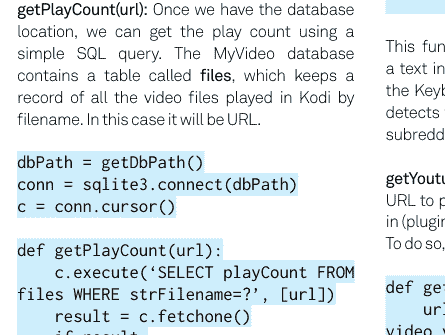 getPlayCount(url): Once we have the database
location, we can get the play count using a
simple SQL query. The MyVideo database
contains a table called files, which keeps a
record of all the video files played in Kodi by
filename. In this case it will be URL.
dbPath = getDbPath()
conn = sqlite3.connect(dbPath)
c = conn.cursor()
def getPlayCount(url):
c.execute(‘SELECT playCount FROM
files WHERE strFilename=?’, [url])
result = c.fetchone()
if result
This fun
a text in
the Keyb
detects
subredd
getYoutu
URL to p
in (plugin
To do so,
def ge
ur
video